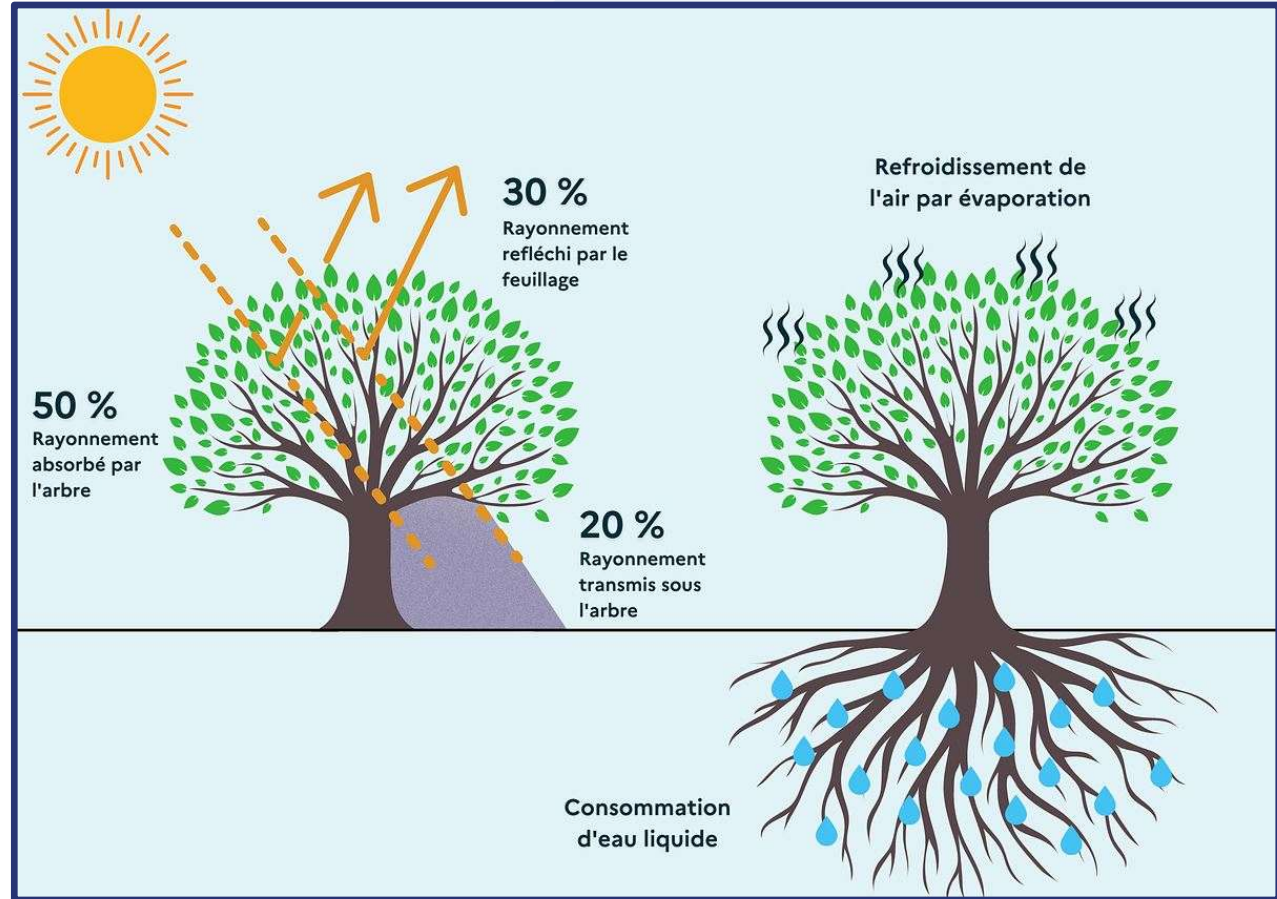 30 %
Rayonnement
refléchi par le
feuillage
50 %
Rayonnement
absorbé par
l'arbre
20 %
Rayonnement
transmis sous
l'arbre
Refroidissement de
l'air par évaporation
Consommation
d'eau liquide